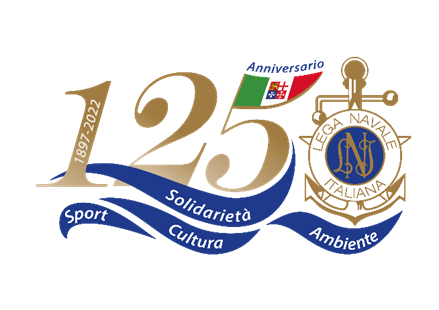 Anniversario
125
1897-2022
LEGA NAVALE
ITALIANA
LNI
Solidarietà
Sport
Cultura
Ambiente